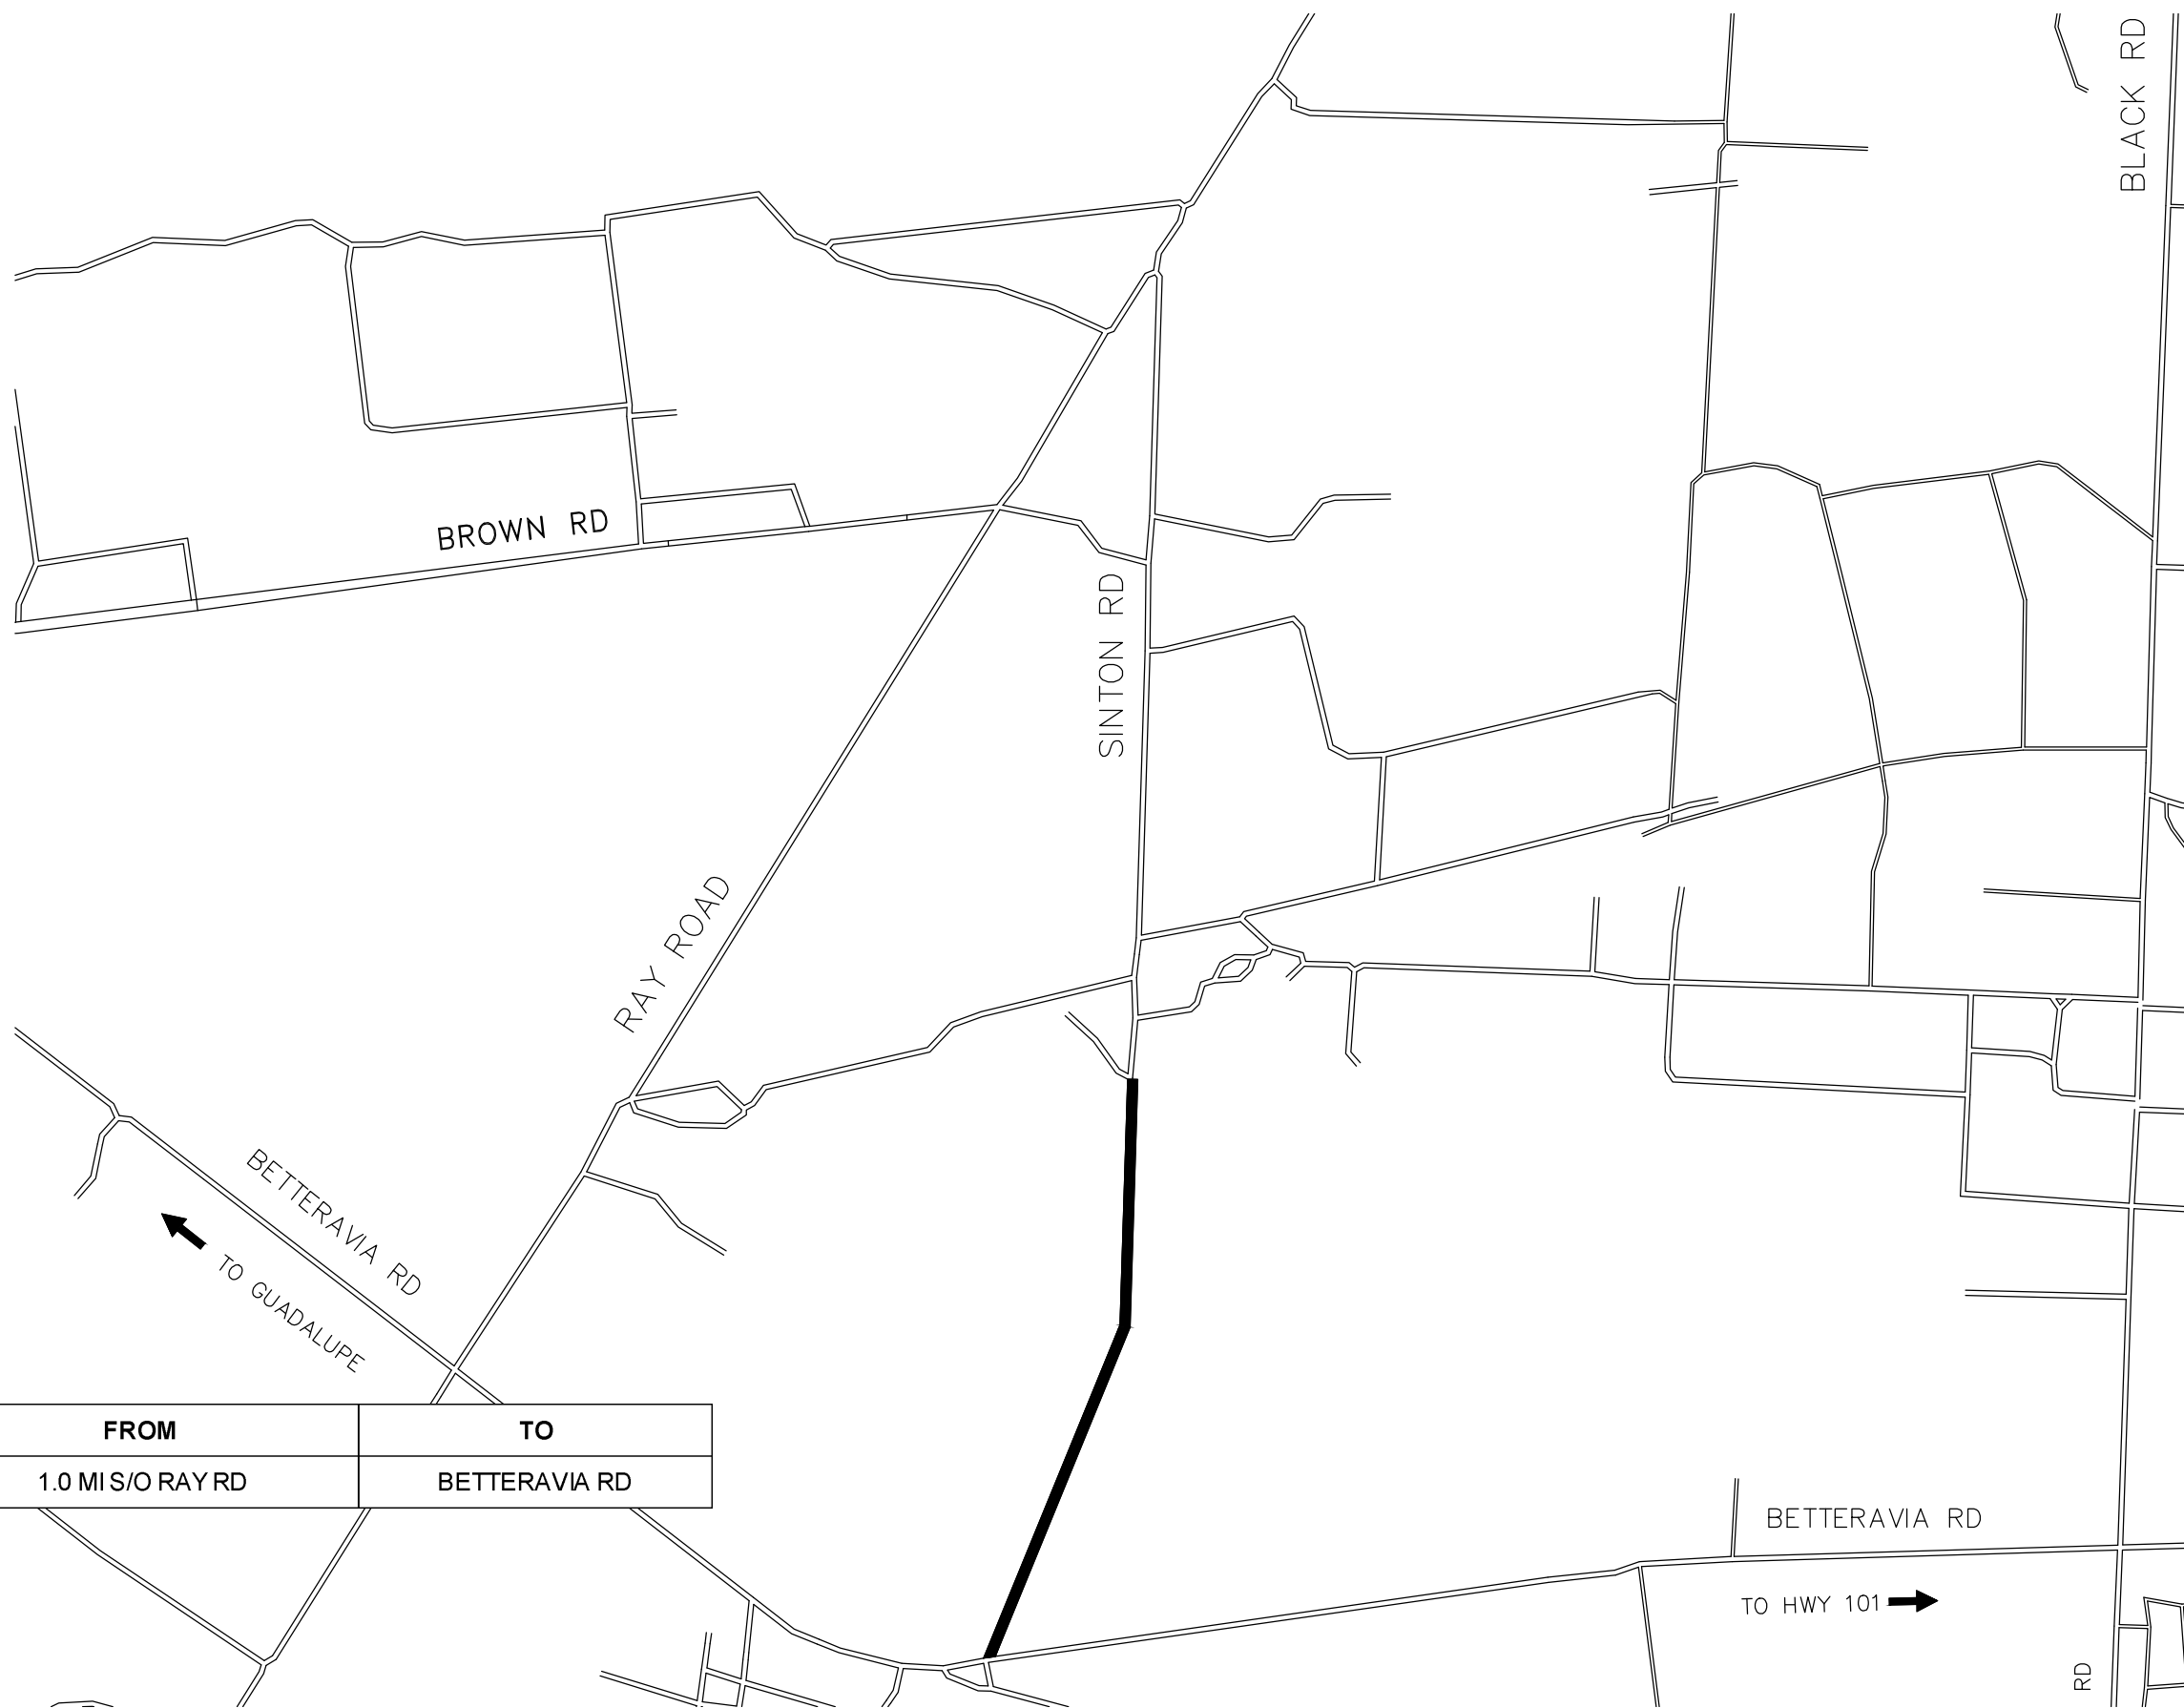 BLACK RD
BROWN RD
SINTON RD
RAY ROAD
BETTERAVIA RD
TO GUADALUPE
FROM TO
1.0 MI S/O RAY RD BETTERAVIA RD
BETTERAVIA RD
TO HWY 101
RD